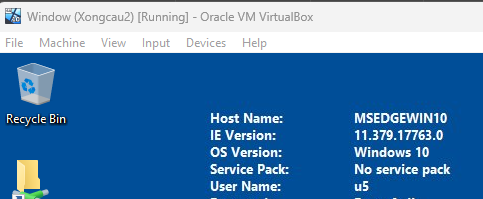 Window (Xongcau2) [Running] - Oracle VM VirtualBox
File Machine View Input Devices Help
Recycle Bin
Host Name: MSEDGEWIN10
IE Version: 11.379.17763.0
OS Version: Windows 10
Service Pack: No service pack
User Name: u5